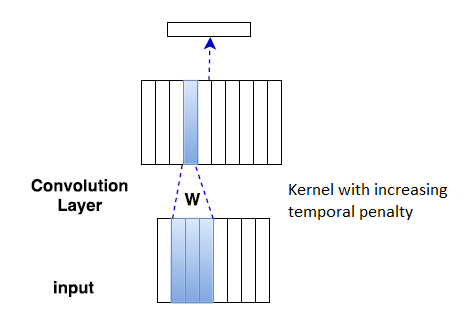 Convolution
Layer
W
Kernel with increasing
temporal penalty
input